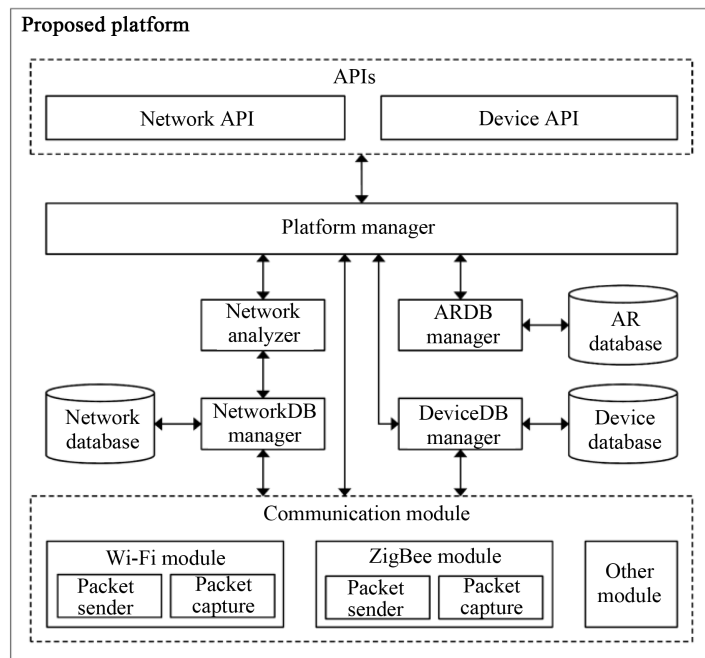 Proposed platform
APIs
Network API
Device API
Platform manager
Network
analyzer
ARDB
manager
AR
database
Network
database
NetworkDB
manager
DeviceDB
manager
Device
database
Communication module
Wi-Fi module
Packet
sender
Packet
capture
ZigBee module
Packet
sender
Packet
capture
Other
module